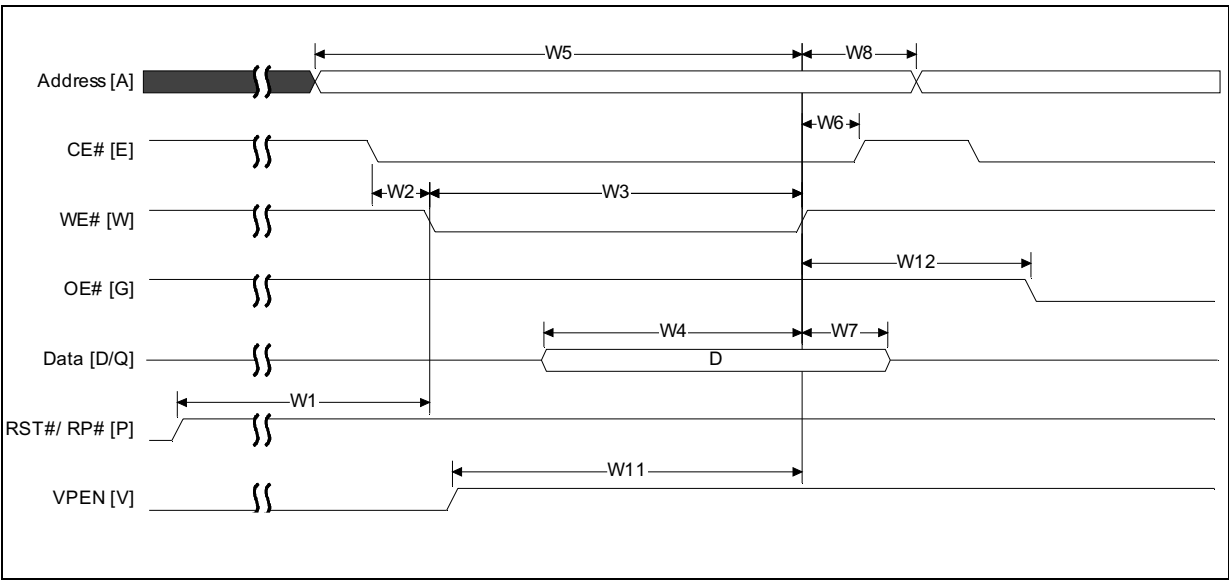 W5 W8
Address [A]
W6
CE# [E]
W2 W3
WE# [W]
W12
OE# [G]
W4 W7
Data [D/Q] D
W1
RST#/ RP# [P]
W11
VPEN [V]